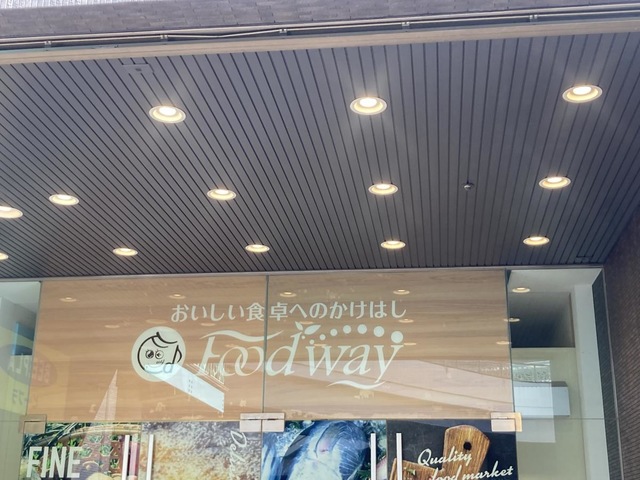 おいしい食卓へのかけはし
Foodway
FINE
Quality
food market